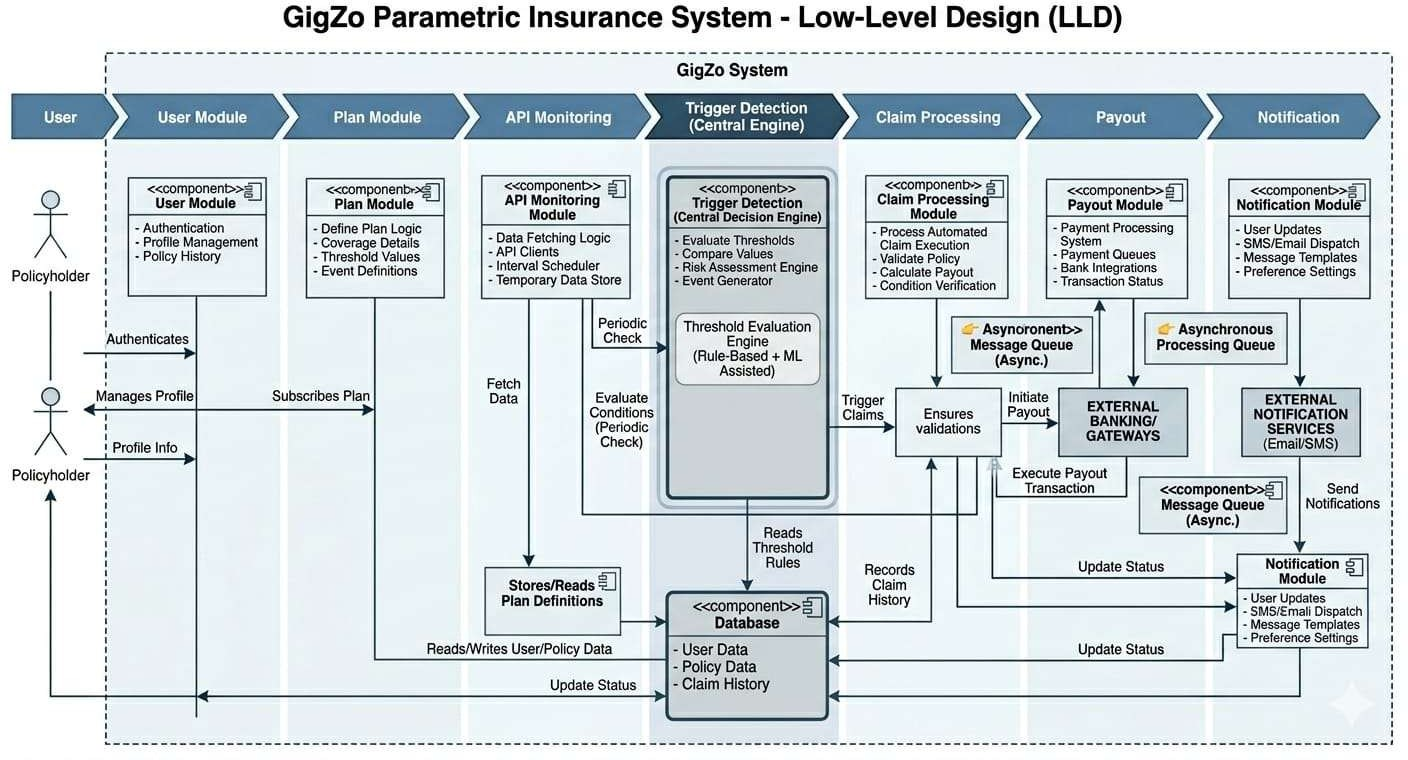 GigZo Parametric Insurance System - Low-Level Design (LLD)
GigZo System
User
User Module
Plan Module
API Monitoring
Trigger Detection
(Central Engine)
Claim Processing
Payout
Notification
Policyholder
Policyholder
<<component>>
User Module
- Authentication
- Profile Management
- Policy History
<<component>>
Plan Module
- Define Plan Logic
- Coverage Details
- Threshold Values
- Event Definitions
<<component>>
API Monitoring
Module
- Data Fetching Logic
- API Clients
- Interval Scheduler
- Temporary Data Store
<<component>>
Trigger Detection
(Central Decision Engine)
- Evaluate Thresholds
- Compare Values
- Risk Assessment Engine
- Event Generator
Threshold Evaluation
Engine
(Rule-Based + ML
Assisted)
<<component>>
Claim Processing
Module
- Process Automated
Claim Execution
- Validate Policy
- Calculate Payout
- Condition Verification
<<component>>
Payout Module
- Payment Processing
System
- Payment Queues
- Bank Integrations
- Transaction Status
<<component>>
Notification Module
- User Updates
- SMS/Email Dispatch
- Message Templates
- Preference Settings
Authenticates
Manages Profile
Subscribes Plan
Profile Info
Periodic
Check
Fetch
Data
Evaluate
Conditions
(Periodic
Check)
👉 Asynoronent>>
Message Queue
(Async.)
👉 Asynchronous
Processing Queue
Trigger
Claims
Ensures
validations
Initiate
Payout
EXTERNAL
BANKING/
GATEWAYS
EXTERNAL
NOTIFICATION
SERVICES
(Email/SMS)
Execute Payout
Transaction
<<component>>
Message Queue
(Async.)
Send
Notifications
Reads
Threshold
Rules
Stores/Reads
Plan Definitions
Records
Claim
History
Update Status
Notification
Module
- User Updates
- SMS/Emali Dispatch
- Message Templates
- Preference Settings
<<component>>
Database
- User Data
- Policy Data
- Claim History
Reads/Writes User/Policy Data
Update Status
Update Status